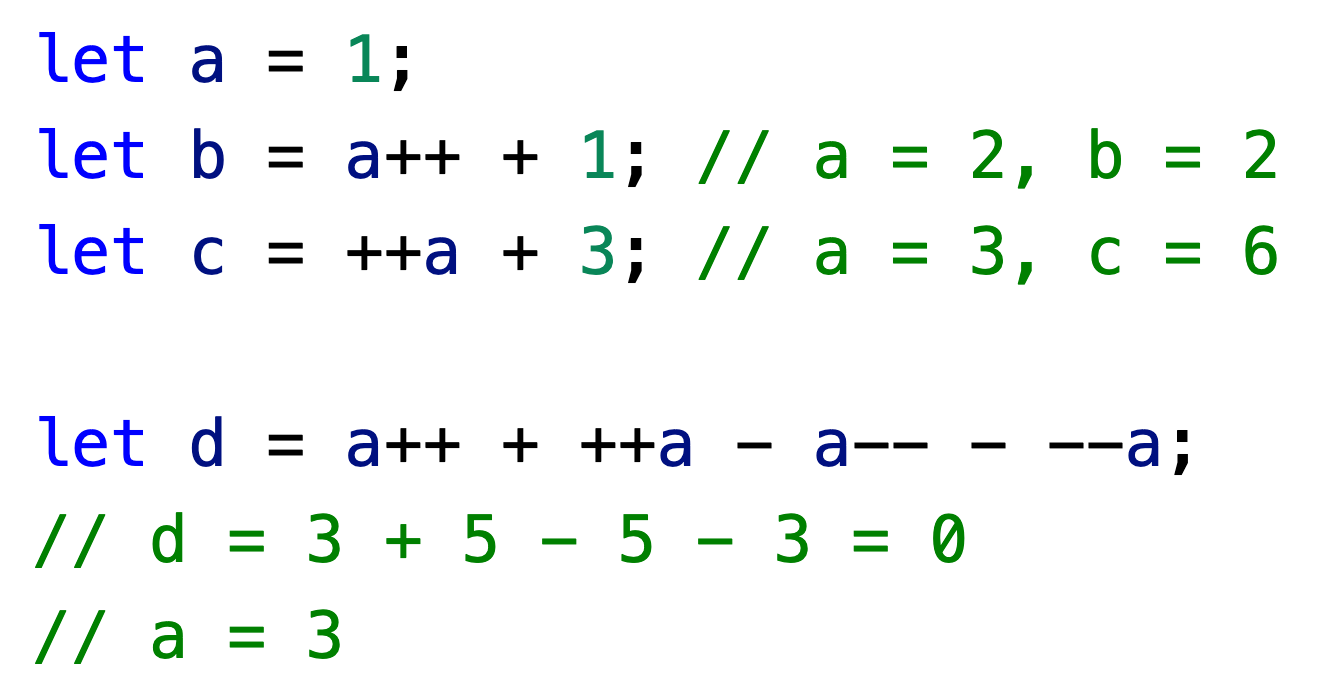 let a = 1;
let b = a++ + 1; // a = 2, b = 2
let c = ++a + 3; // a = 3, c = 6
let d = a++ + ++a - a-- - --a;
// d = 3 + 5 - 5 - 3 = 0
// a = 3